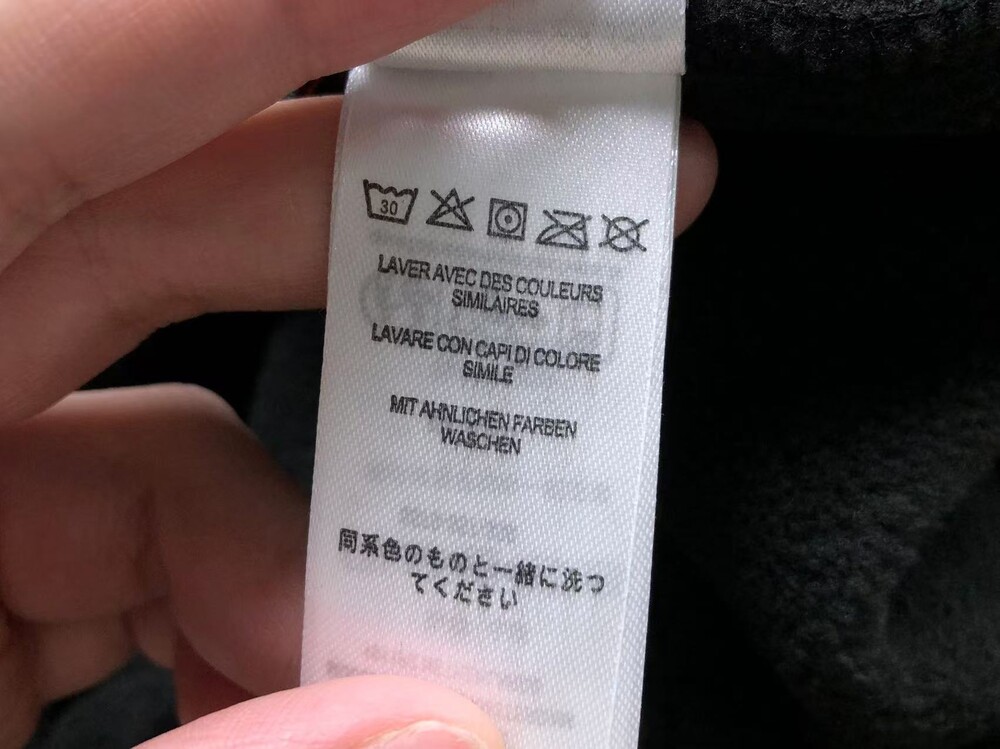 30
LAVER AVEC DES COULEURS
SIMILAIRES
LAVARE CON CAPI DI COLORE
SIMILE
MIT AHNLICHEN FARBEN
WASCHEN
同系色のものと一緒に洗っ
てください